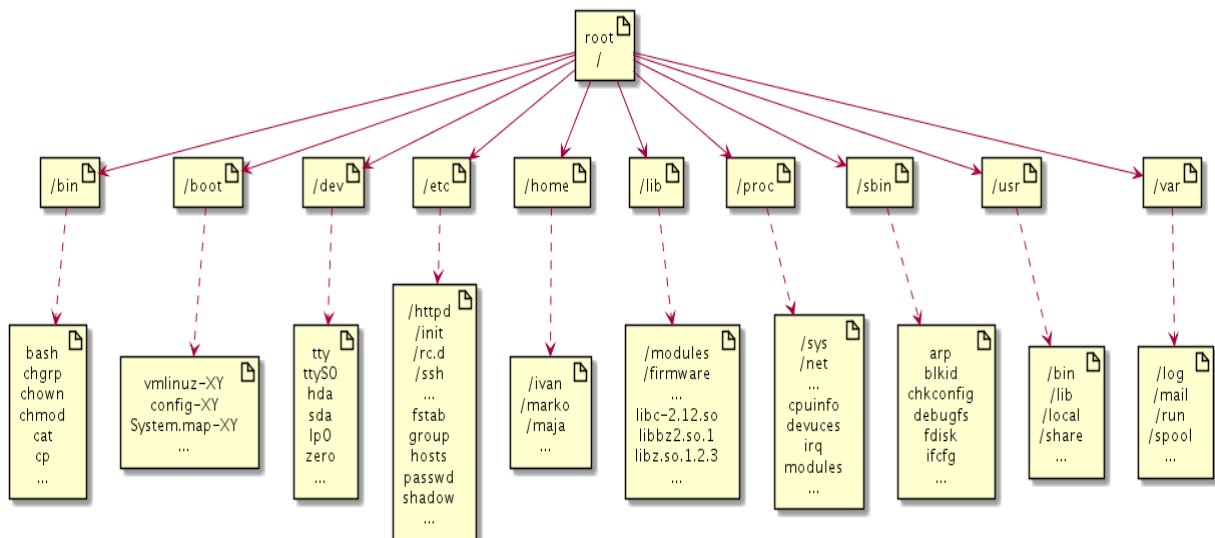 root
/
/bin
/boot
/dev
/etc
/home
/lib
/proc
/sbin
/usr
/var
bash
chgrp
chown
chmod
cat
cp
...
vmlinuz-XY
config-XY
System.map-XY
...
tty
ttyS0
hda
sda
lp0
zero
...
/httpd
/init
/rc.d
/ssh
...
fstab
group
hosts
passwd
shadow
...
/ivan
/marko
/maja
...
/modules
/firmware
...
libc-2.12.so
libbz2.so.1
libz.so.1.2.3
...
/sys
/net
...
cpuinfo
devuces
irq
modules
...
arp
blkid
chkconfig
debugfs
fdisk
ifcfg
...
/bin
/lib
/local
/share
...
/log
/mail
/run
/spool
...